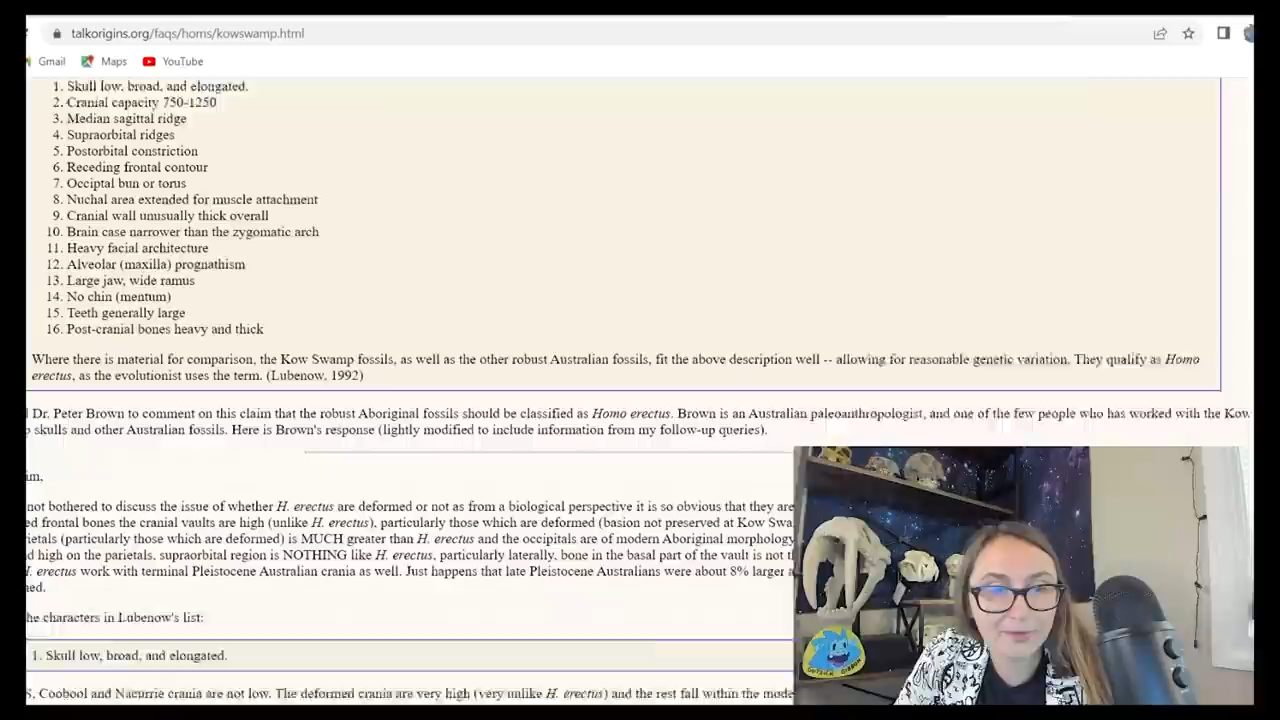 talkorigins.org/faqs/homs/kowswamp.html
Gmail Maps YouTube
1. Skull low, broad, and elongated.
2. Cranial capacity 750-1250
3. Median sagittal ridge
4. Supraorbital ridges
5. Postorbital constriction
6. Receding frontal contour
7. Occiptal bun or torus
8. Nuchal area extended for muscle attachment
9. Cranial wall unusually thick overall
10. Brain case narrower than the zygomatic arch
11. Heavy facial architecture
12. Alveolar (maxilla) prognathism
13. Large jaw, wide ramus
14. No chin (mentum)
15. Teeth generally large
16. Post-cranial bones heavy and thick
Where there is material for comparison, the Kow Swamp fossils, as well as the other robust Australian fossils, fit the above description well -- allowing for reasonable genetic variation. They qualify as Homo
erectus, as the evolutionist uses the term. (Lubenow, 1992)
Dr. Peter Brown to comment on this claim that the robust Aboriginal fossils should be classified as Homo erectus. Brown is an Australian paleoanthropologist, and one of the few people who has worked with the Kow
skulls and other Australian fossils. Here is Brown's response (lightly modified to include information from my follow-up queries).
im,
not bothered to discuss the issue of whether H. erectus are deformed or not as from a biological perspective it is so obvious that they are
ed frontal bones the cranial vaults are high (unlike H. erectus), particularly those which are deformed (basion not preserved at Kow Swa
rietals (particularly those which are deformed) is MUCH greater than H. erectus and the occipitals are of modern Aboriginal morphology
d high on the parietals, supraorbital region is NOTHING like H. erectus, particularly laterally, bone in the basal part of the vault is not t
H. erectus work with terminal Pleistocene Australian crania as well. Just happens that late Pleistocene Australians were about 8% larger a
ned.
he characters in Lubenow's list:
1. Skull low, broad, and elongated.
S, Coobool and Nacurrie crania are not low. The deformed crania are very high (very unlike H. erectus) and the rest fall within the mode
GUTSICK GIBBON